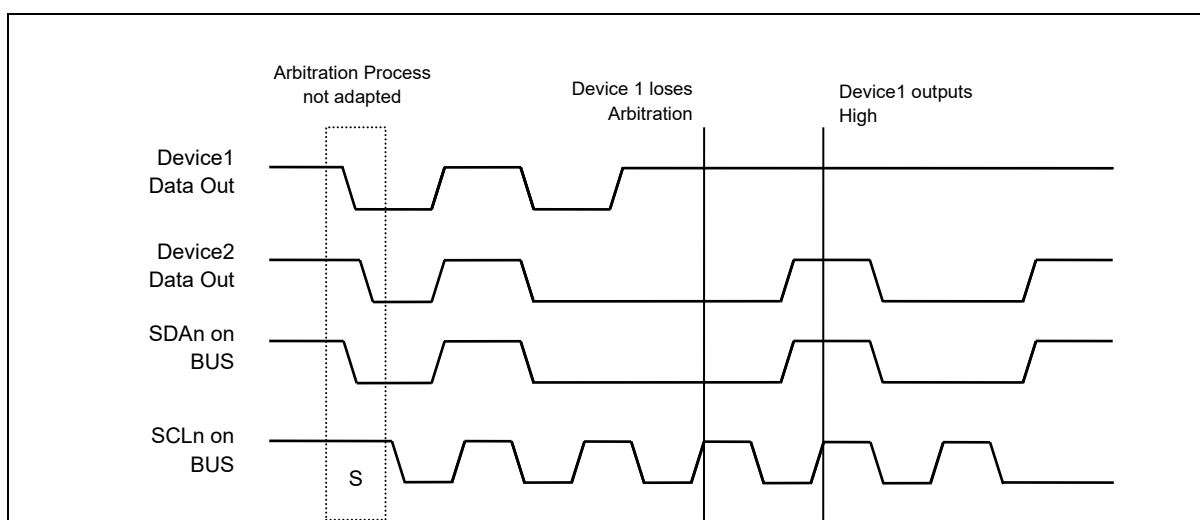 Arbitration Process
not adapted
Device 1 loses
Arbitration
Device1 outputs
High
Device1
Data Out
Device2
Data Out
SDAn on
BUS
SCLn on
BUS
S